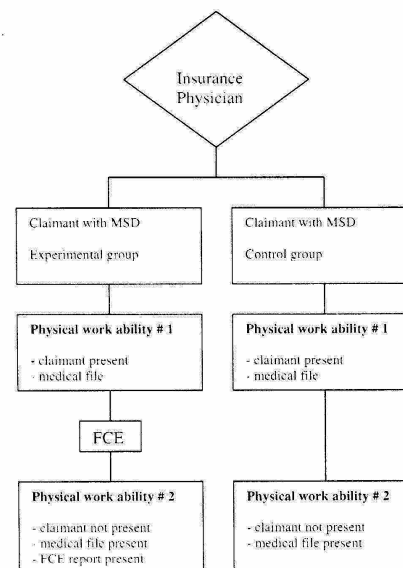 Insurance
Physician
Claimant with MSD
Experimental group
Claimant with MSD
Control group
Physical work ability # 1
- claimant present
- medical file
Physical work ability # 1
- claimant present
- medical file
FCE
Physical work ability # 2
- claimant not present
- medical file present
- FCE report present
Physical work ability # 2
- claimant not present
- medical file present